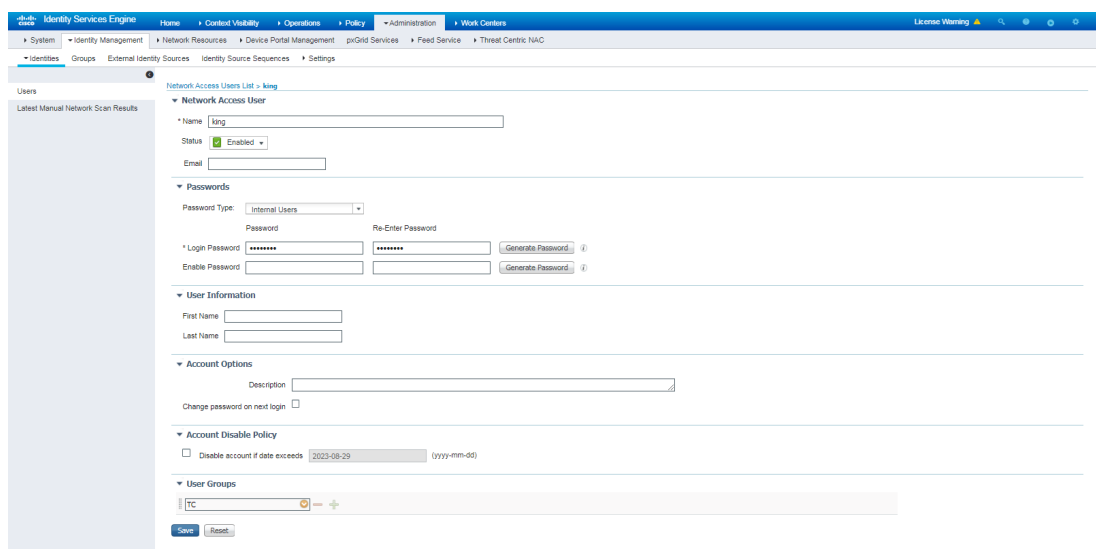 cisco Identity Services Engine Home Context Visibility Operations Policy Administration Work Centers License Warning
System Identity Management Network Resources Device Portal Management pxGrid Services Feed Service Threat Centric NAC
Identities Groups External Identity Sources Identity Source Sequences Settings
Users
Latest Manual Network Scan Results
Network Access Users List > king
Network Access User
* Name king
Status Enabled
Email
Passwords
Password Type: Internal Users
Password Re-Enter Password
* Login Password •••••••• •••••••• Generate Password i
Enable Password Generate Password i
User Information
First Name
Last Name
Account Options
Description
Change password on next login
Account Disable Policy
Disable account if date exceeds 2023-08-29 (yyyy-mm-dd)
User Groups
TC
Save Reset